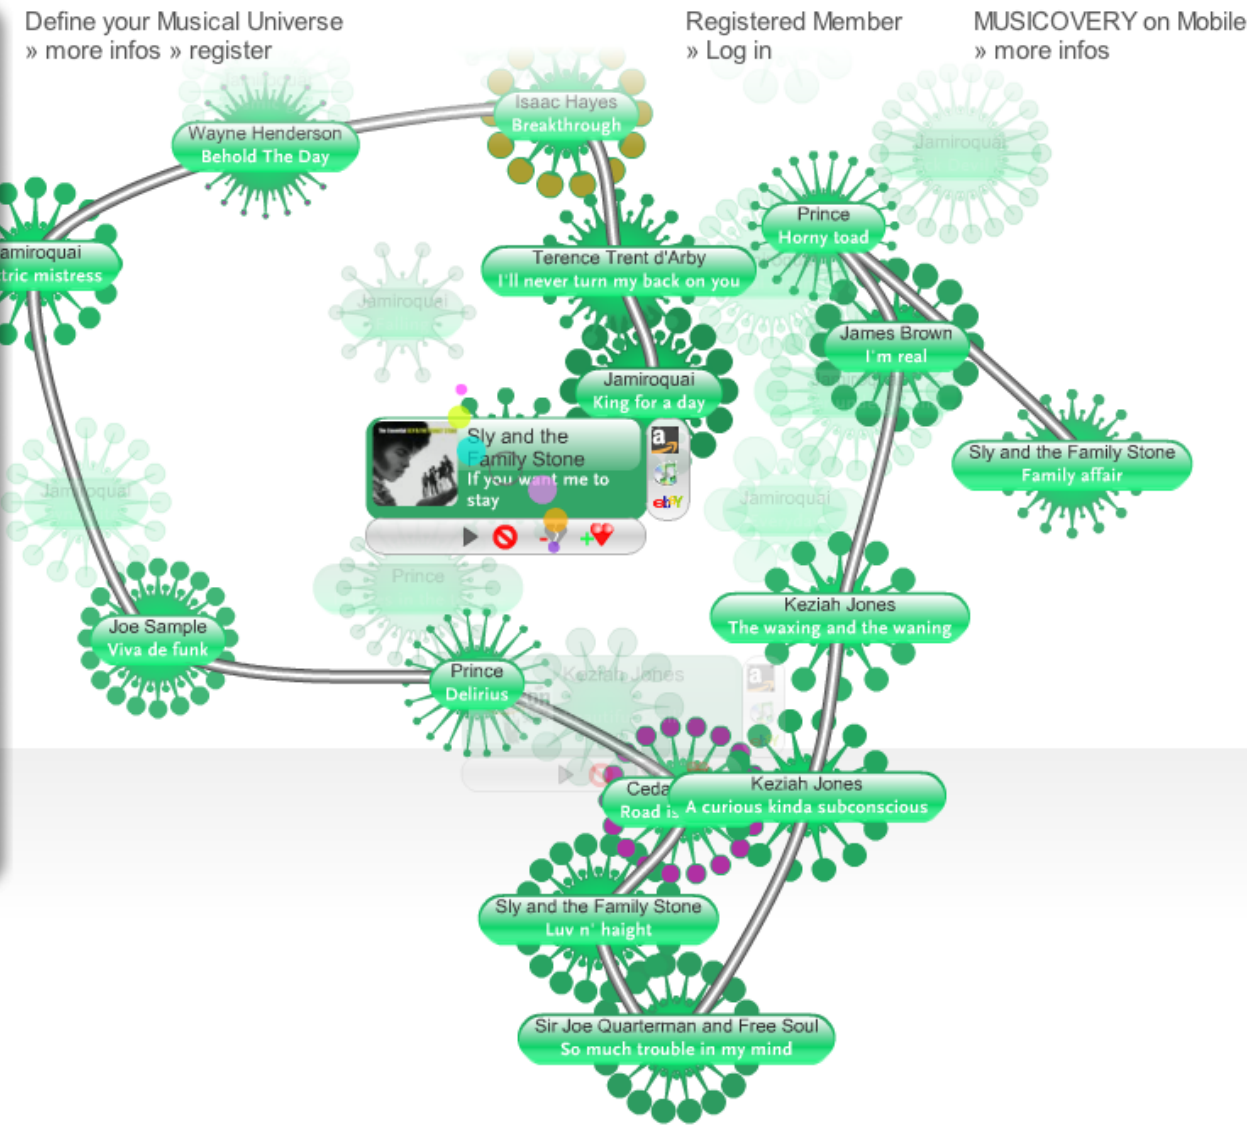 Define your Musical Universe
» more infos » register
Registered Member
» Log in
MUSICOVERY on Mobile
» more infos
Isaac Hayes
Breakthrough
Wayne Henderson
Behold The Day
Jamiroquai
Prince
Horny toad
amiroquai
tric mistress
Terence Trent d'Arby
I'll never turn my back on you
Jamiroquai
James Brown
I'm real
Jamiroquai
King for a day
Sly and the
Family Stone
If you want me to
stay
a
ebY
Sly and the Family Stone
Family affair
Jamiroquai
Jamiroquai
Prince
Keziah Jones
The waxing and the waning
Joe Sample
Viva de funk
Prince
Delirius
Keziah Jones
a
Ceda
Road is
Keziah Jones
A curious kinda subconscious
Sly and the Family Stone
Luv n' haight
Sir Joe Quarterman and Free Soul
So much trouble in my mind